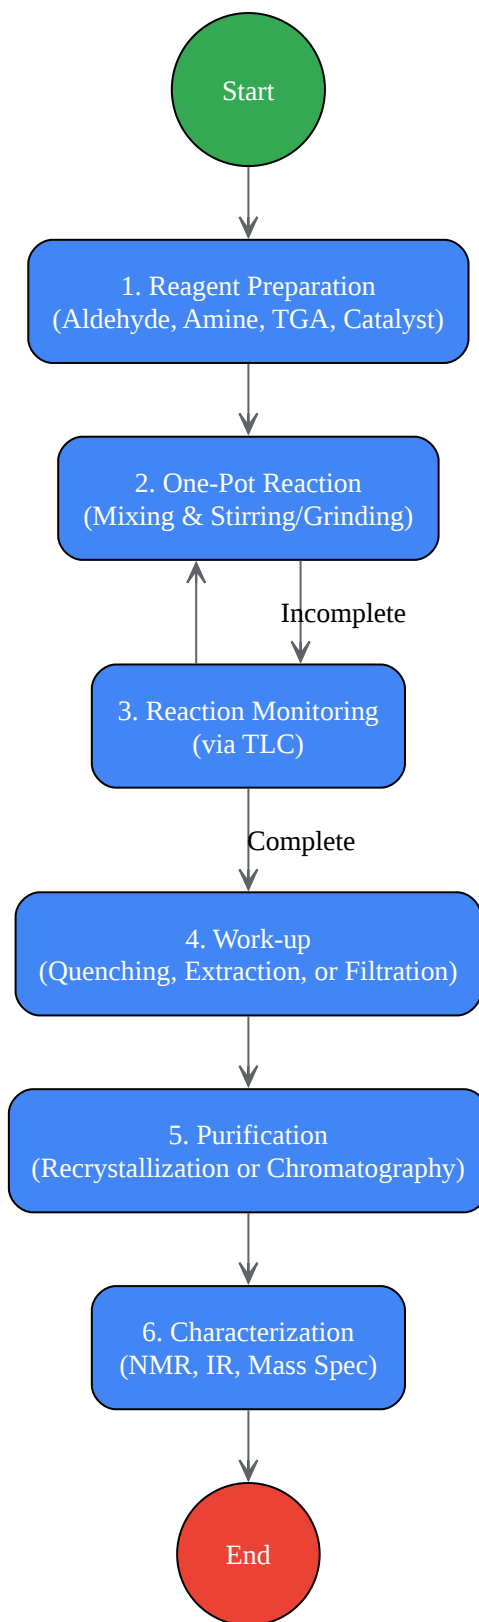 Start
1. Reagent Preparation
(Aldehyde, Amine, TGA, Catalyst)
2. One-Pot Reaction
(Mixing & Stirring/Grinding)
Incomplete
3. Reaction Monitoring
(via TLC)
Complete
4. Work-up
(Quenching, Extraction, or Filtration)
5. Purification
(Recrystallization or Chromatography)
6. Characterization
(NMR, IR, Mass Spec)
End